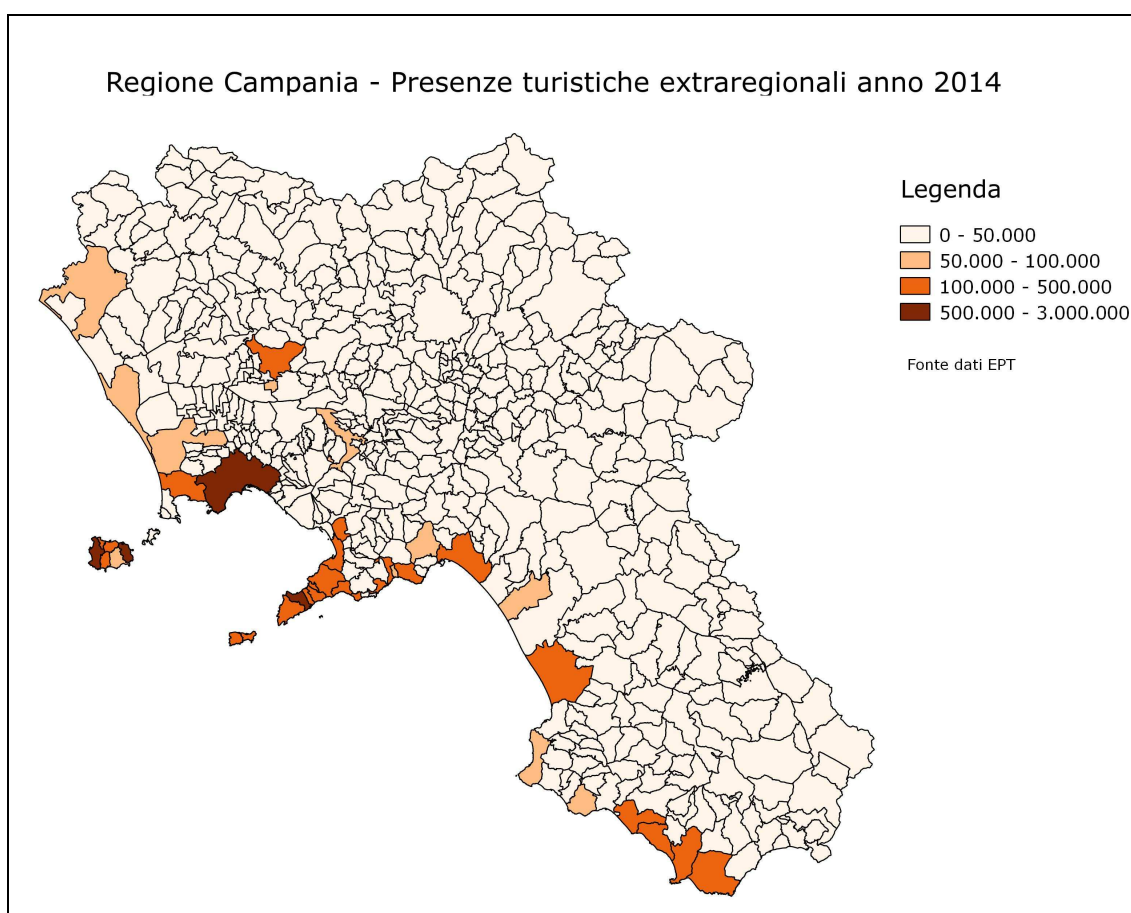 Regione Campania - Presenze turistiche extraregionali anno 2014
Legenda
0 - 50.000
50.000 - 100.000
100.000 - 500.000
500.000 - 3.000.000
Fonte dati EPT